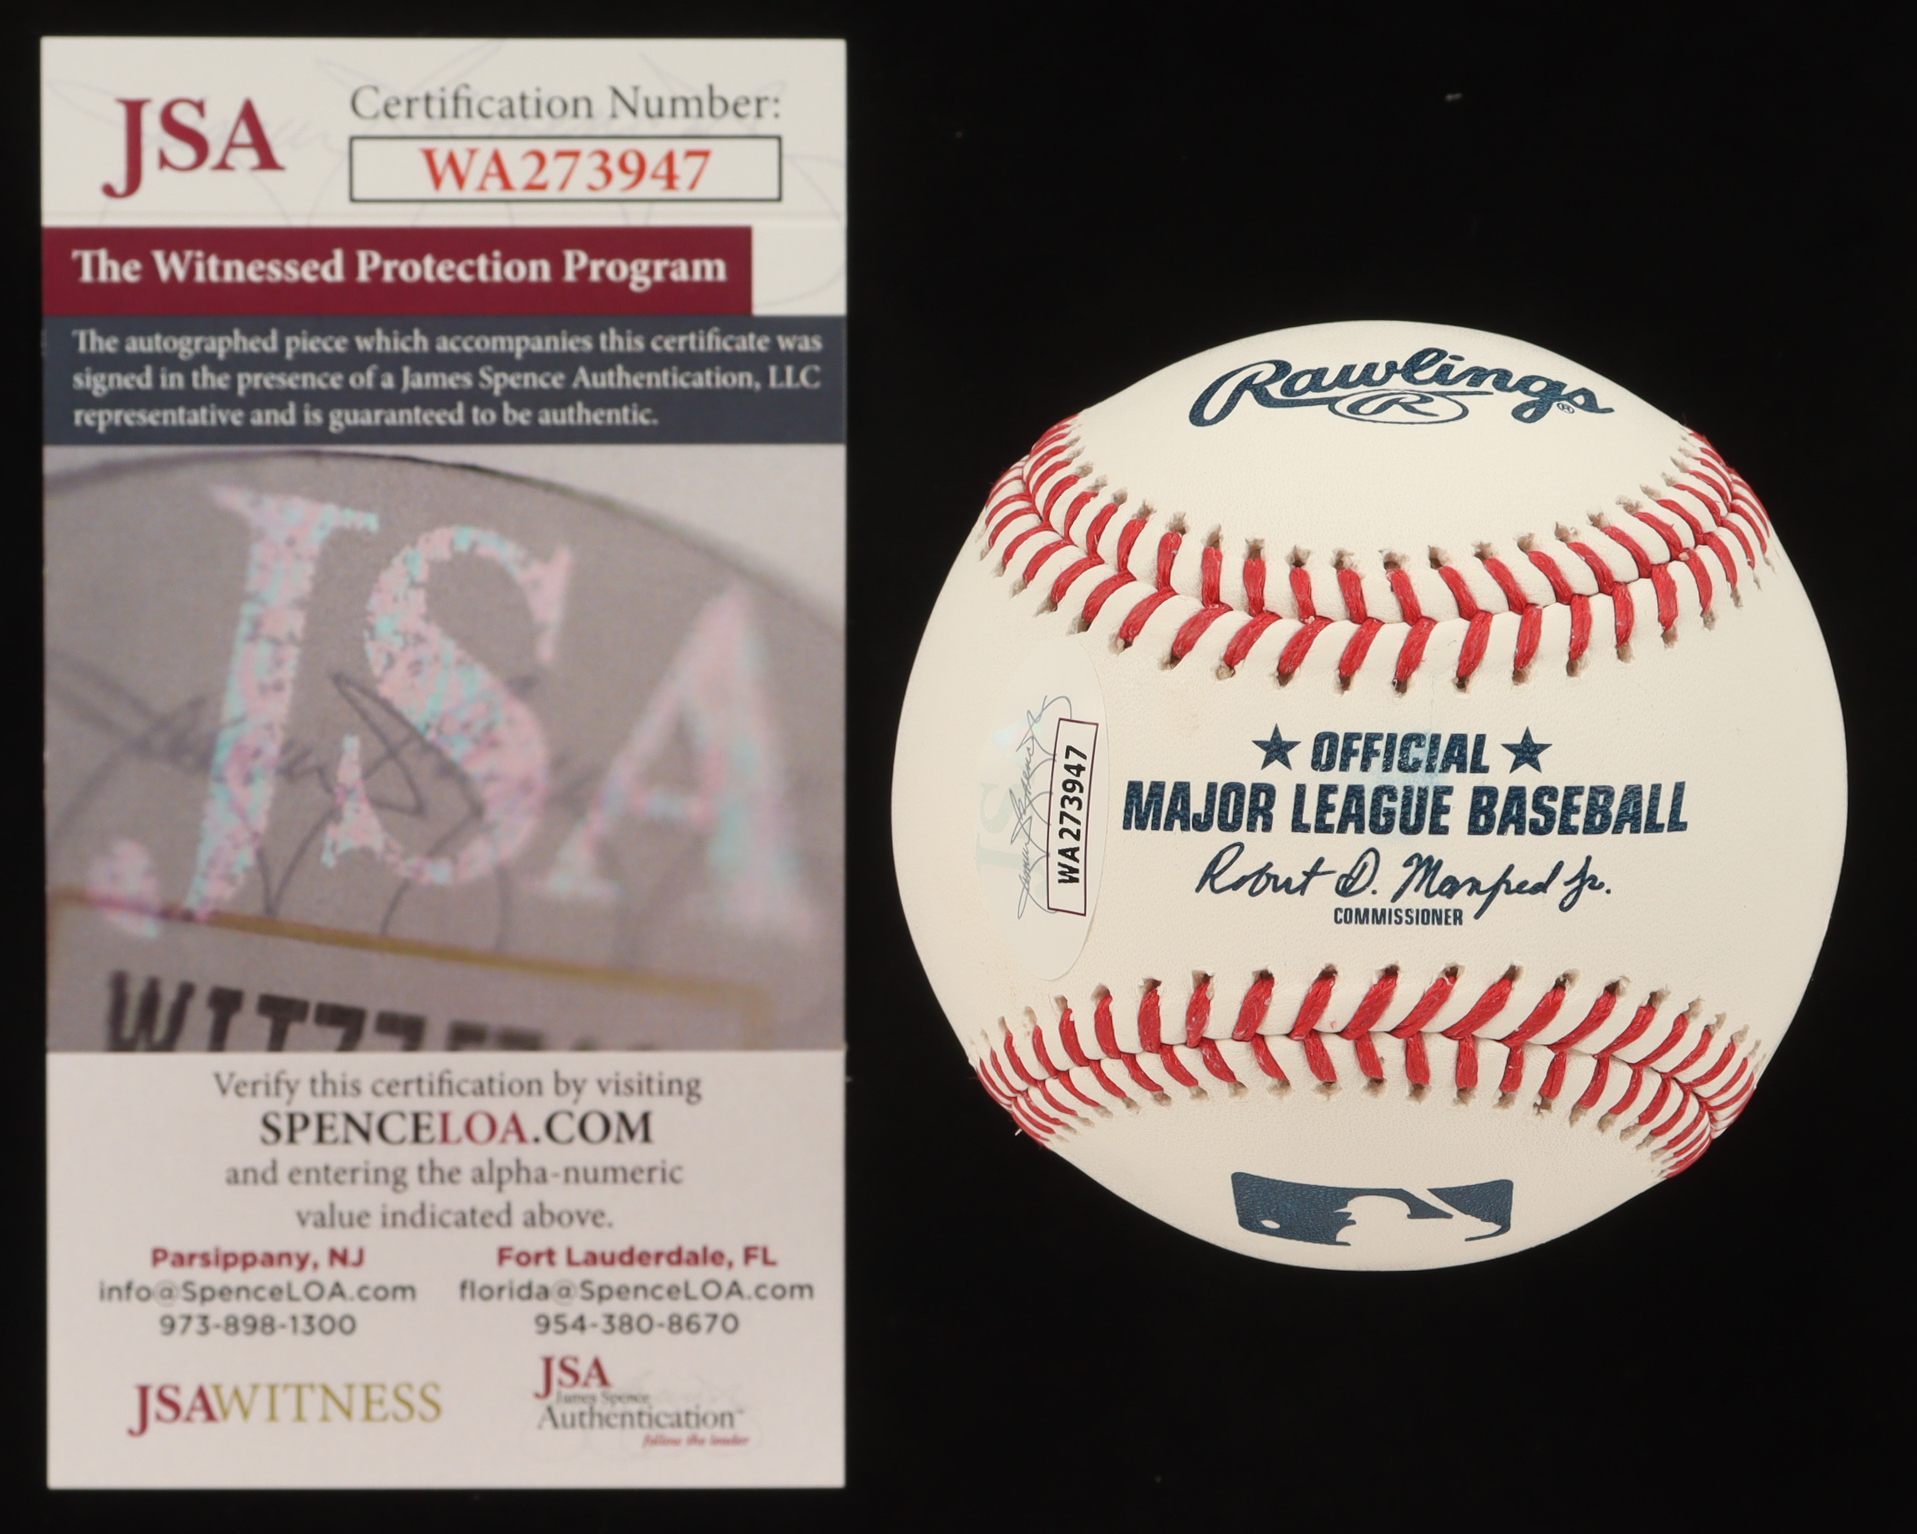 JSA
Certification Number:
WA273947
The Witnessed Protection Program
The autographed piece which accompanies this certificate was
signed in the presence of a James Spence Authentication, LLC
representative and is guaranteed to be authentic.
JSA
Verify this certification by visiting
SPENCELOA.COM
and entering the alpha-numeric
value indicated above.
Parsippany, NJ
info@SpenceLOA.com
973-898-1300
Fort Lauderdale, FL
florida@SpenceLOA.com
954-380-8670
JSAWITNESS
JSA
James Spence
Authentication™
follow the leader
Rawlings®
R
WA273947
★ OFFICIAL ★
MAJOR LEAGUE BASEBALL
Robert D. Manfred Jr.
COMMISSIONER